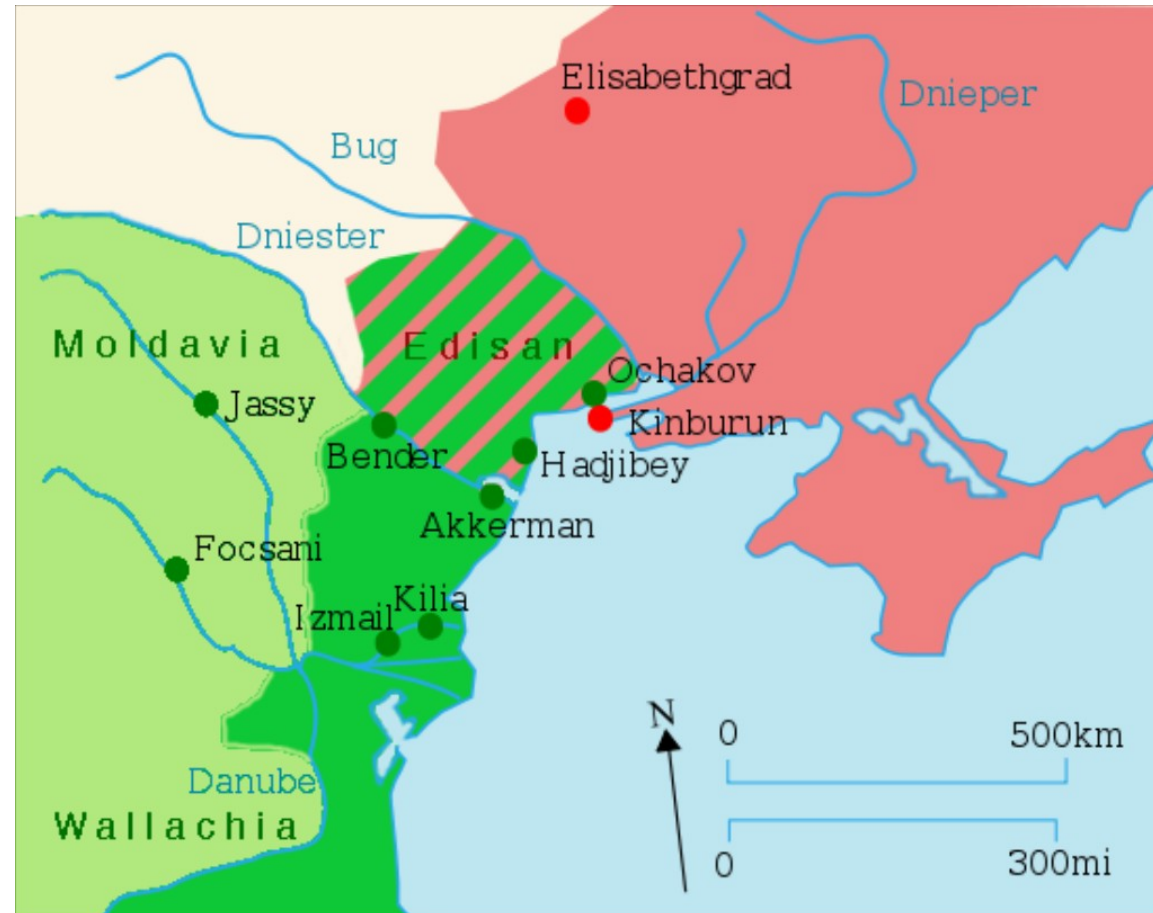 Elisabethgrad
Dnieper
Bug
Dniester
Moldavia
Edisan
Ochakov
Jassy
Kinburun
Bender
Hadjibey
Akkerman
Focsani
Kilia
Izmail
N
0
500km
Danube
Wallachia
0
300mi